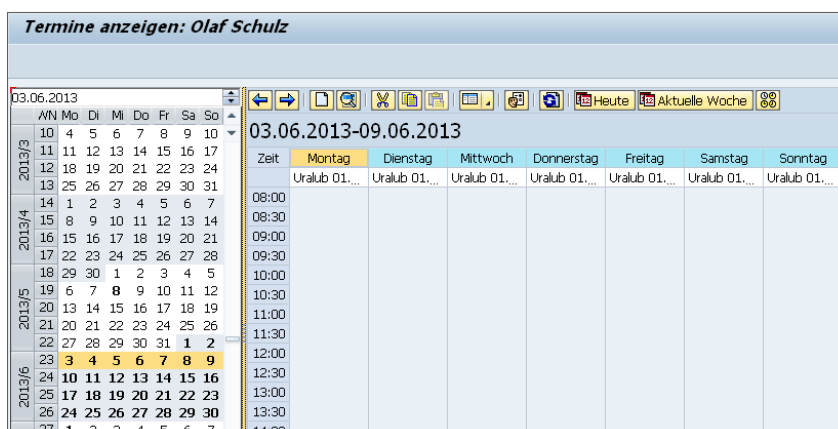 Termine anzeigen: Olaf Schulz
03.06.2013
WN Mo Di Mi Do Fr Sa So
2013/3
10 4 5 6 7 8 9 10
11 11 12 13 14 15 16 17
12 18 19 20 21 22 23 24
13 25 26 27 28 29 30 31
2013/4
14 1 2 3 4 5 6 7
15 8 9 10 11 12 13 14
16 15 16 17 18 19 20 21
17 22 23 24 25 26 27 28
2013/5
18 29 30 1 2 3 4 5
19 6 7 8 9 10 11 12
20 13 14 15 16 17 18 19
21 20 21 22 23 24 25 26
22 27 28 29 30 31 1 2
2013/6
23 3 4 5 6 7 8 9
24 10 11 12 13 14 15 16
25 17 18 19 20 21 22 23
26 24 25 26 27 28 29 30
Heute Aktuelle Woche
03.06.2013-09.06.2013
Zeit Montag Dienstag Mittwoch Donnerstag Freitag Samstag Sonntag
Uralub 01.... Uralub 01.... Uralub 01.... Uralub 01.... Uralub 01.... Uralub 01.... Uralub 01....
08:00
08:30
09:00
09:30
10:00
10:30
11:00
11:30
12:00
12:30
13:00
13:30